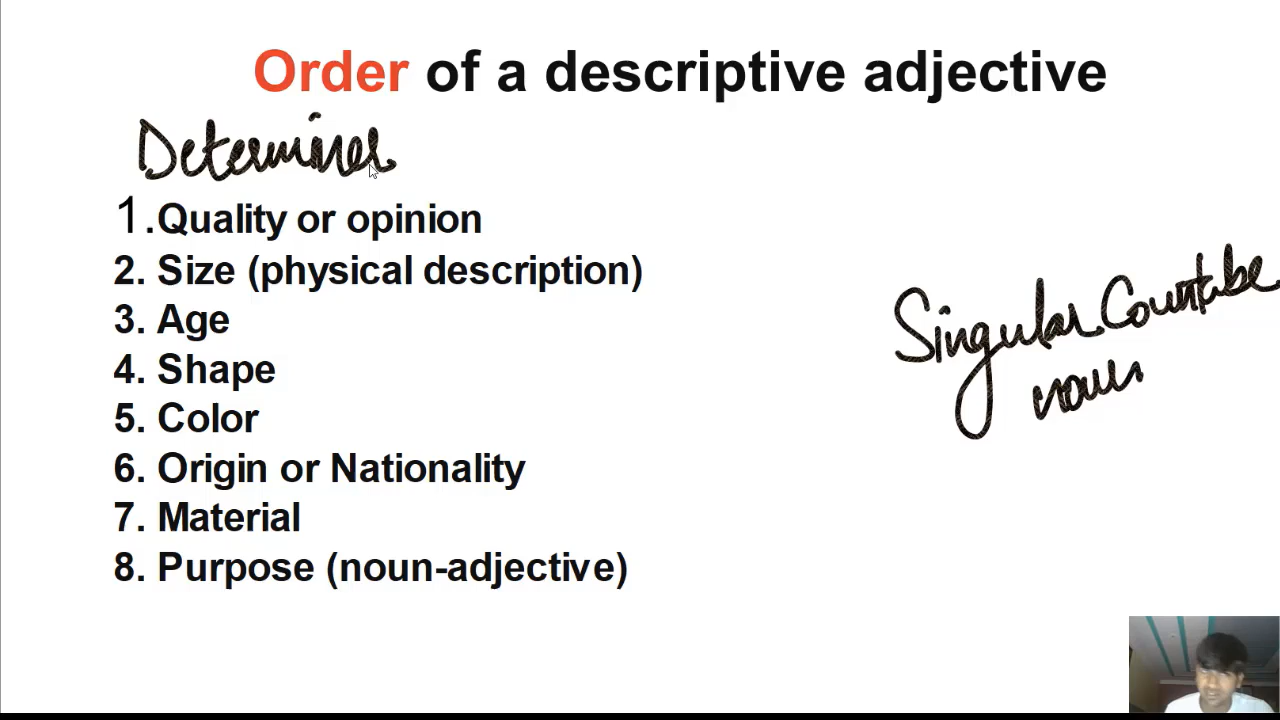 Order of a descriptive adjective
Determiner
1.Quality or opinion
2. Size (physical description)
3. Age
4. Shape
5. Color
6. Origin or Nationality
7. Material
8. Purpose (noun-adjective)
Singular Countabe
noun